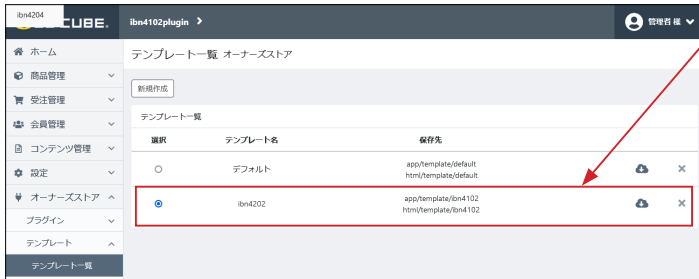 ibn4204
CUBE.
ibn4102plugin
管理者 様
ホーム
テンプレート一覧 オーナーズストア
商品管理
新規作成
受注管理
テンプレート一覧
会員管理
選択 テンプレート名 保存先
コンテンツ管理
デフォルト
app/template/default
html/template/default
設定
オーナーズストア
ibn4202
app/template/ibn4102
html/template/ibn4102
プラグイン
テンプレート
テンプレート一覧